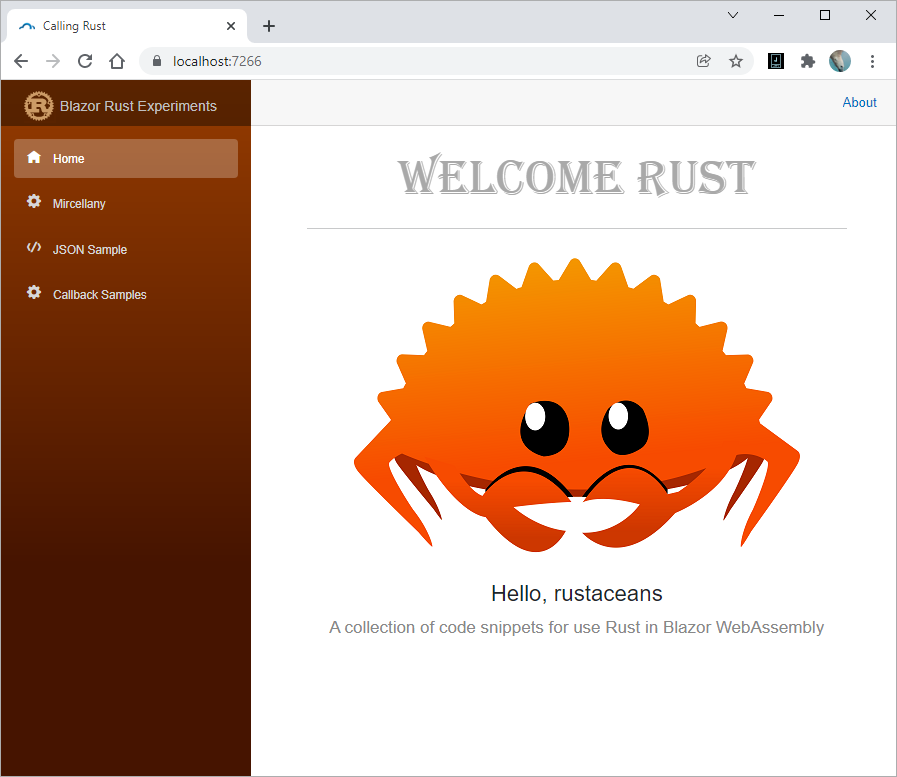 Calling Rust
localhost:7266
Blazor Rust Experiments
About
Home
Mircellany
JSON Sample
Callback Samples
WELCOME RUST
Hello, rustaceans
A collection of code snippets for use Rust in Blazor WebAssembly